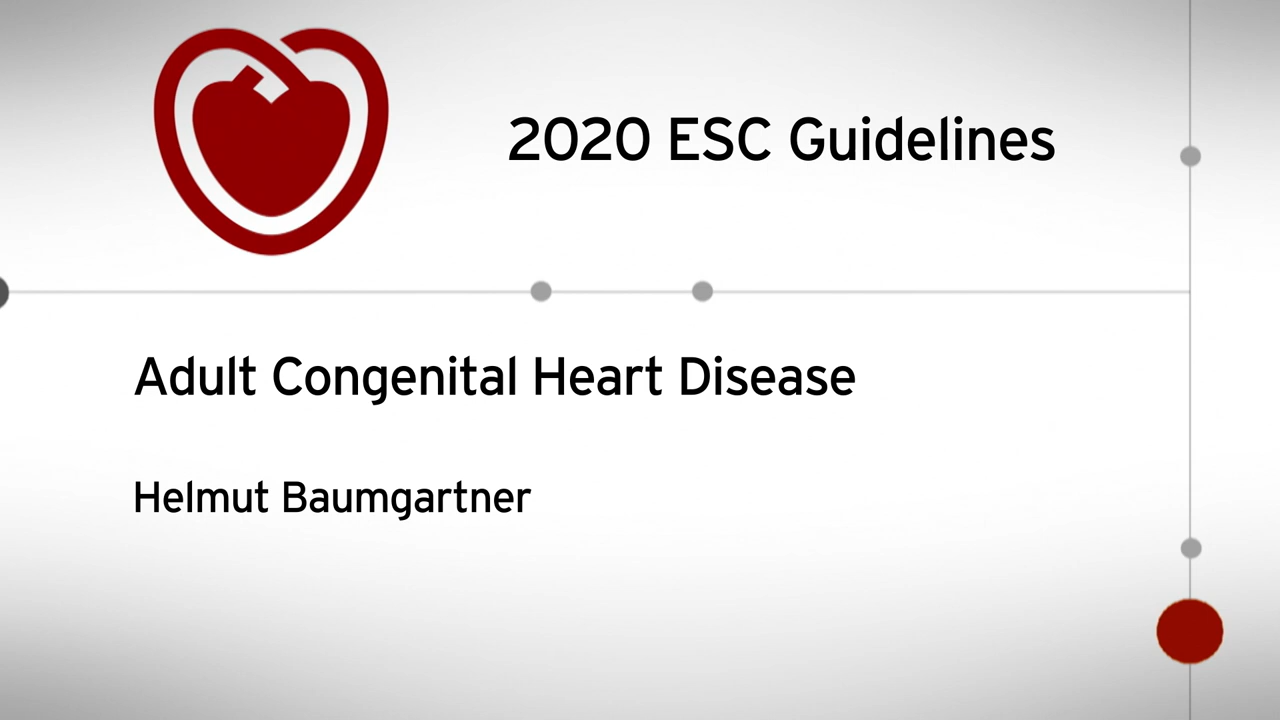 2020 ESC Guidelines
Adult Congenital Heart Disease
Helmut Baumgartner